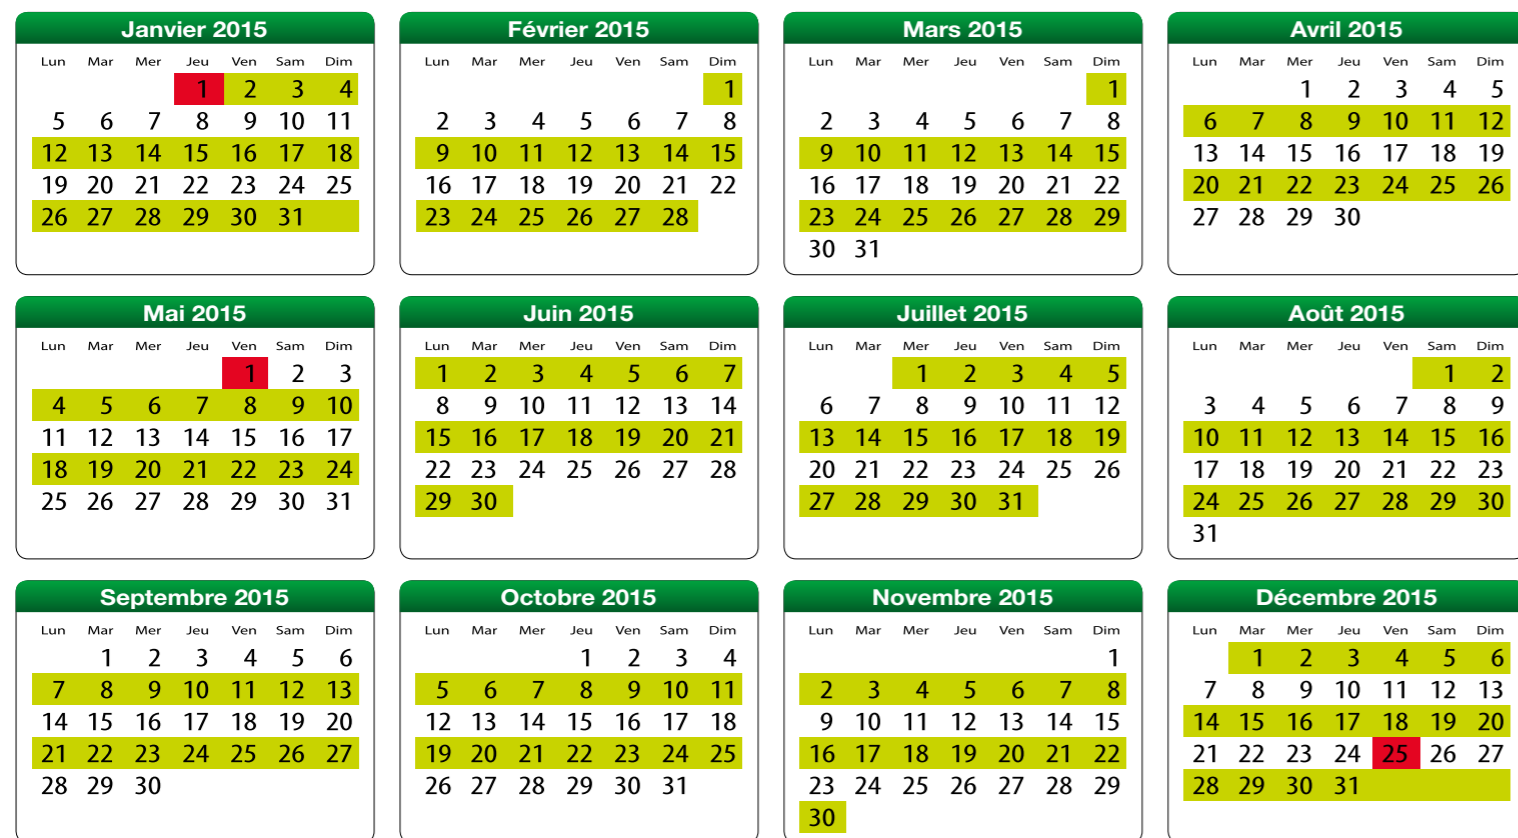 Janvier 2015
Lun Mar Mer Jeu Ven Sam Dim
1 2 3 4
5 6 7 8 9 10 11
12 13 14 15 16 17 18
19 20 21 22 23 24 25
26 27 28 29 30 31
Février 2015
Lun Mar Mer Jeu Ven Sam Dim
1
2 3 4 5 6 7 8
9 10 11 12 13 14 15
16 17 18 19 20 21 22
23 24 25 26 27 28
Mars 2015
Lun Mar Mer Jeu Ven Sam Dim
1
2 3 4 5 6 7 8
9 10 11 12 13 14 15
16 17 18 19 20 21 22
23 24 25 26 27 28 29
30 31
Avril 2015
Lun Mar Mer Jeu Ven Sam Dim
1 2 3 4 5
6 7 8 9 10 11 12
13 14 15 16 17 18 19
20 21 22 23 24 25 26
27 28 29 30
Mai 2015
Lun Mar Mer Jeu Ven Sam Dim
1 2 3
4 5 6 7 8 9 10
11 12 13 14 15 16 17
18 19 20 21 22 23 24
25 26 27 28 29 30 31
Juin 2015
Lun Mar Mer Jeu Ven Sam Dim
1 2 3 4 5 6 7
8 9 10 11 12 13 14
15 16 17 18 19 20 21
22 23 24 25 26 27 28
29 30
Juillet 2015
Lun Mar Mer Jeu Ven Sam Dim
1 2 3 4 5
6 7 8 9 10 11 12
13 14 15 16 17 18 19
20 21 22 23 24 25 26
27 28 29 30 31
Août 2015
Lun Mar Mer Jeu Ven Sam Dim
1 2
3 4 5 6 7 8 9
10 11 12 13 14 15 16
17 18 19 20 21 22 23
24 25 26 27 28 29 30
31
Septembre 2015
Lun Mar Mer Jeu Ven Sam Dim
1 2 3 4 5 6
7 8 9 10 11 12 13
14 15 16 17 18 19 20
21 22 23 24 25 26 27
28 29 30
Octobre 2015
Lun Mar Mer Jeu Ven Sam Dim
1 2 3 4
5 6 7 8 9 10 11
12 13 14 15 16 17 18
19 20 21 22 23 24 25
26 27 28 29 30 31
Novembre 2015
Lun Mar Mer Jeu Ven Sam Dim
1
2 3 4 5 6 7 8
9 10 11 12 13 14 15
16 17 18 19 20 21 22
23 24 25 26 27 28 29
30
Décembre 2015
Lun Mar Mer Jeu Ven Sam Dim
1 2 3 4 5 6
7 8 9 10 11 12 13
14 15 16 17 18 19 20
21 22 23 24 25 26 27
28 29 30 31